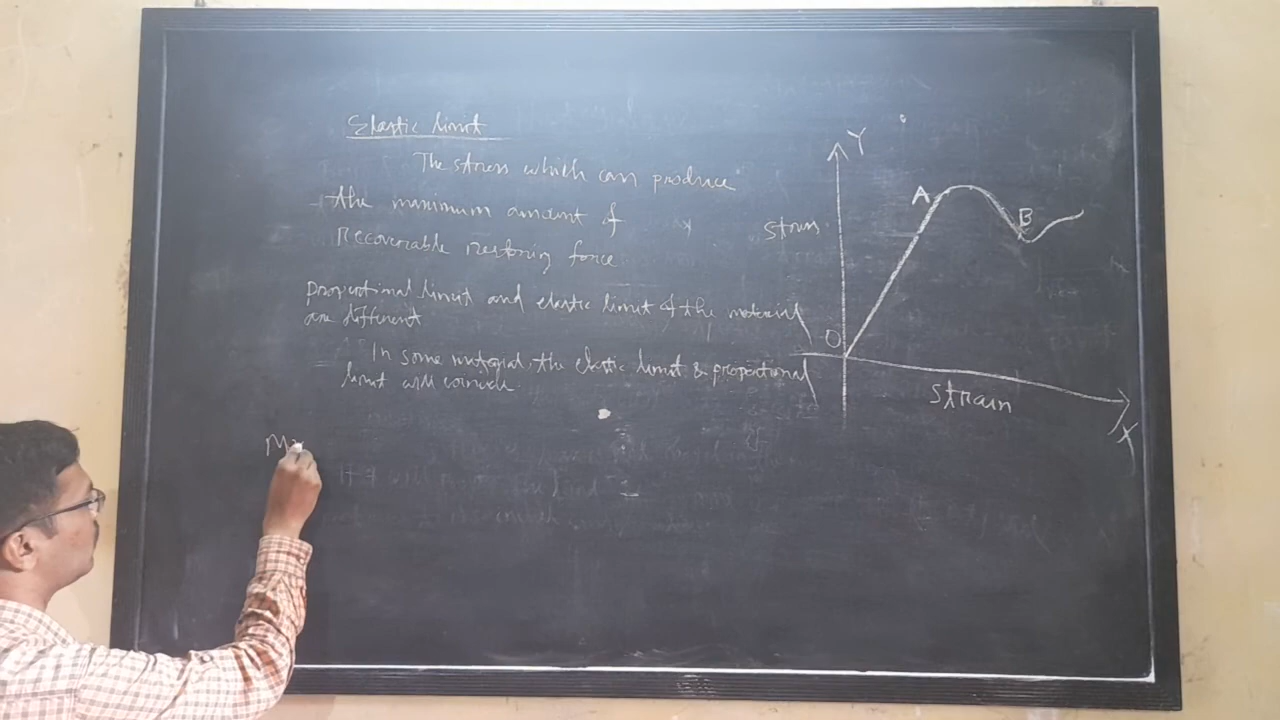 Elastic limit
The stress which can produce
the maximum amount of
Recoverable restoring force
proportional limit and elastic limit of the material
are different
In some material, the elastic limit & proportional
limit will coincide
Y
A
B
Stress
O
Strain
X